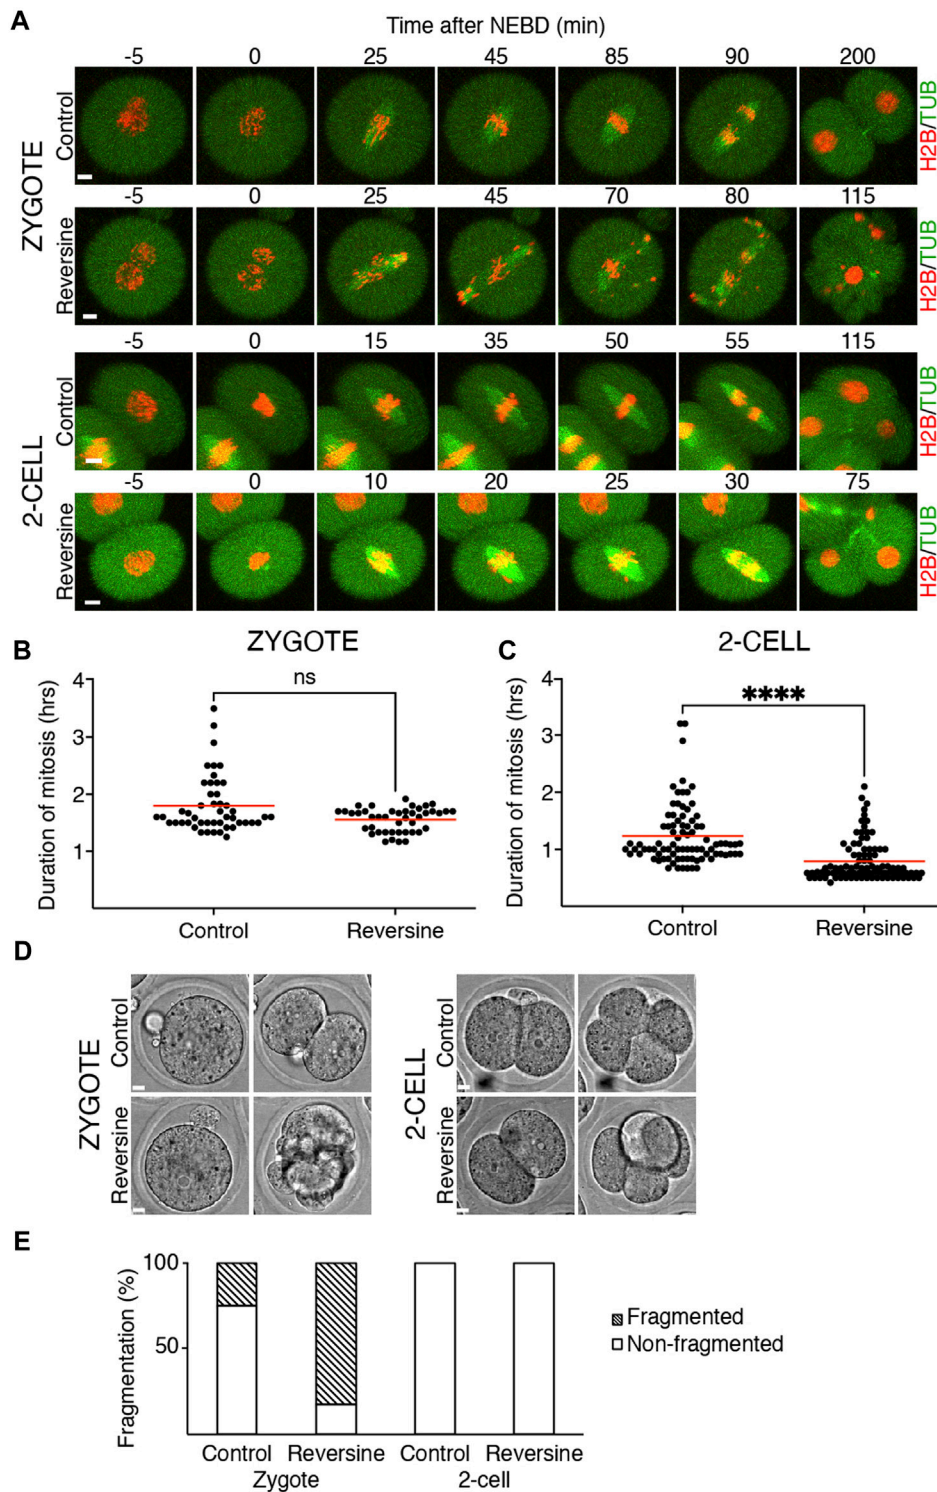 A
Time after NEBD (min)
-5 0 25 45 85 90 200
ZYGOTE
Control
H2B/TUB
-5 0 25 45 70 80 115
Reversine
H2B/TUB
-5 0 15 35 50 55 115
2-CELL
Control
H2B/TUB
-5 0 10 20 25 30 75
Reversine
H2B/TUB
B
ZYGOTE
Duration of mitosis (hrs)
4
3
2
1
ns
Control Reversine
C
2-CELL
Duration of mitosis (hrs)
4
3
2
1
****
Control Reversine
D
ZYGOTE
Control
Reversine
2-CELL
Control
Reversine
E
Fragmentation (%)
100
50
Fragmented
Non-fragmented
Control Reversine Control Reversine
Zygote 2-cell